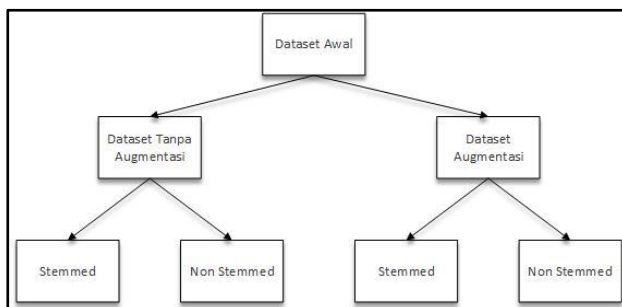 Dataset Awal
Dataset Tanpa
Augmentasi
Dataset
Augmentasi
Stemmed
Non Stemmed
Stemmed
Non Stemmed